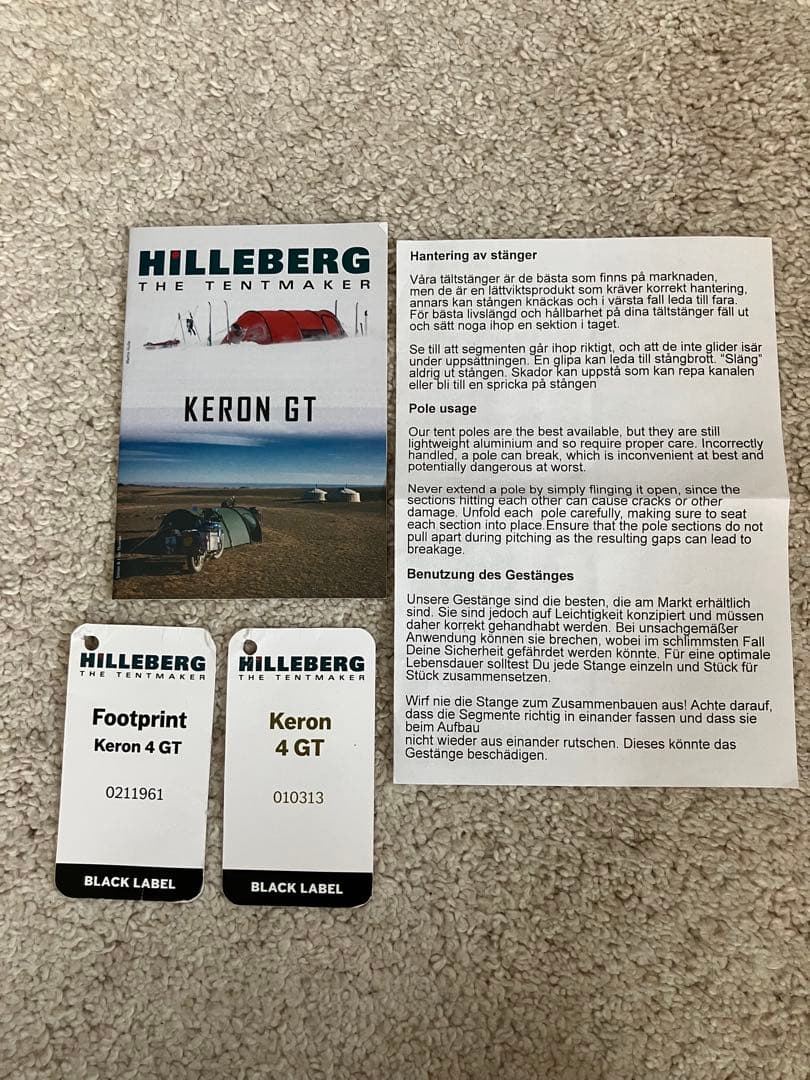 HILLEBERG
THE TENTMAKER
KERON GT
Hantering av stänger
Våra tältstänger är de bästa som finns på marknaden,
men de är en lättviktsprodukt som kräver korrekt hantering,
annars kan stången knäckas och i värsta fall leda till fara.
För bästa livslängd och hållbarhet på dina tältstänger fäll ut
och sätt noga ihop en sektion i taget.
Se till att segmenten går ihop riktigt, och att de inte glider isär
under uppsättningen. En glipa kan leda till stångbrott. "Släng"
aldrig ut stången. Skador kan uppstå som kan repa kanalen
eller bli till en spricka på stången
Pole usage
Our tent poles are the best available, but they are still
lightweight aluminium and so require proper care. Incorrectly
handled, a pole can break, which is inconvenient at best and
potentially dangerous at worst.
Never extend a pole by simply flinging it open, since the
sections hitting each other can cause cracks or other
damage. Unfold each pole carefully, making sure to seat
each section into place.Ensure that the pole sections do not
pull apart during pitching as the resulting gaps can lead to
breakage.
Benutzung des Gestänges
Unsere Gestänge sind die besten, die am Markt erhältlich
sind. Sie sind jedoch auf Leichtigkeit konzipiert und müssen
daher korrekt gehandhabt werden. Bei unsachgemäßer
Anwendung können sie brechen, wobei im schlimmsten Fall
Deine Sicherheit gefährdet werden könnte. Für eine optimale
Lebensdauer solltest Du jede Stange einzeln und Stück für
Stück zusammensetzen.
Wirf nie die Stange zum Zusammenbauen aus! Achte darauf,
dass die Segmente richtig in einander fassen und dass sie
beim Aufbau
nicht wieder aus einander rutschen. Dieses könnte das
Gestänge beschädigen.
HILLEBERG
THE TENTMAKER
Footprint
Keron 4 GT
0211961
BLACK LABEL
HILLEBERG
THE TENTMAKER
Keron
4 GT
010313
BLACK LABEL